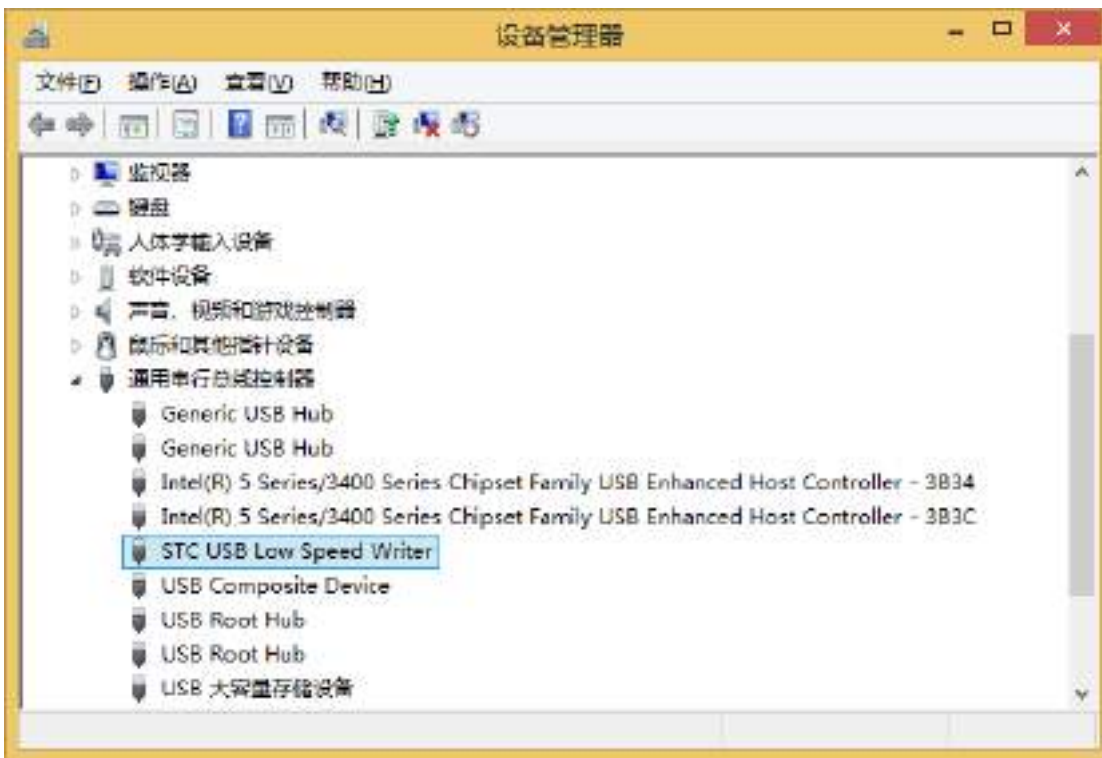 设备管理器
文件(F) 操作(A) 查看(V) 帮助(H)
监视器
键盘
人体学输入设备
软件设备
声音、视频和游戏控制器
鼠标和其他指针设备
通用串行总线控制器
Generic USB Hub
Generic USB Hub
Intel(R) 5 Series/3400 Series Chipset Family USB Enhanced Host Controller - 3B34
Intel(R) 5 Series/3400 Series Chipset Family USB Enhanced Host Controller - 3B3C
STC USB Low Speed Writer
USB Composite Device
USB Root Hub
USB Root Hub
USB 大容量存储设备